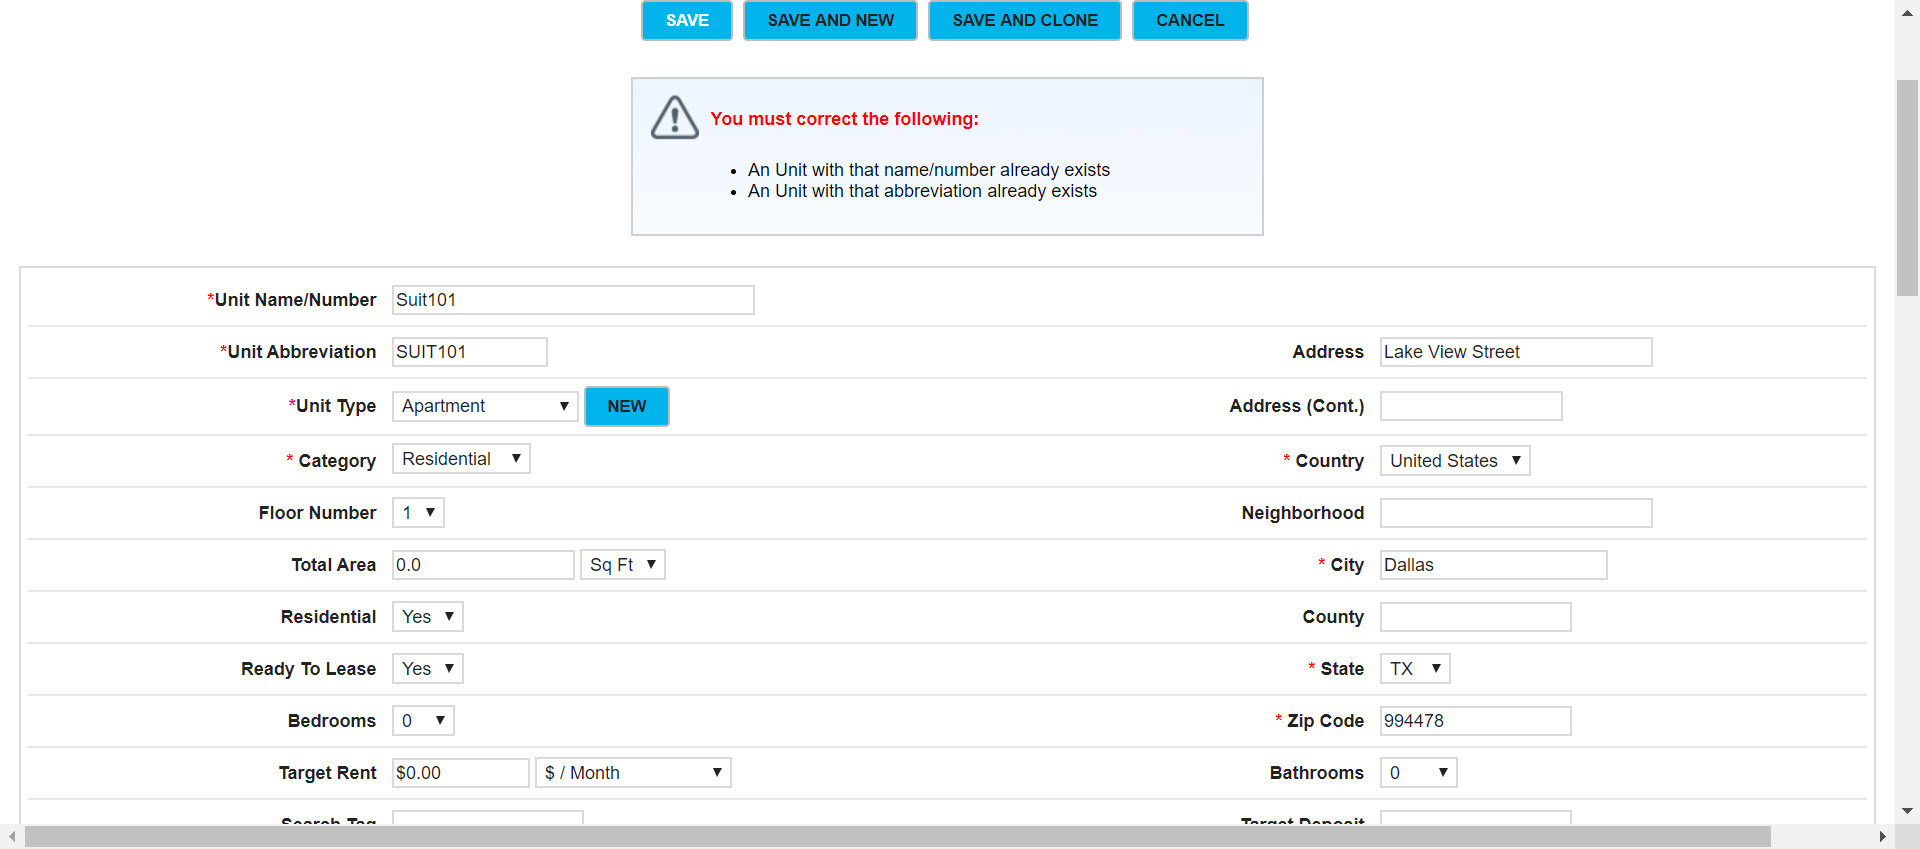 SAVE SAVE AND NEW SAVE AND CLONE CANCEL
You must correct the following:
• An Unit with that name/number already exists
• An Unit with that abbreviation already exists
*Unit Name/Number Suit101
*Unit Abbreviation SUIT101 Address Lake View Street
*Unit Type Apartment NEW Address (Cont.)
* Category Residential * Country United States
Floor Number 1 Neighborhood
Total Area 0.0 Sq Ft * City Dallas
Residential Yes County
Ready To Lease Yes * State TX
Bedrooms 0 * Zip Code 994478
Target Rent $0.00 $ / Month Bathrooms 0
Search Tag Target Deposit